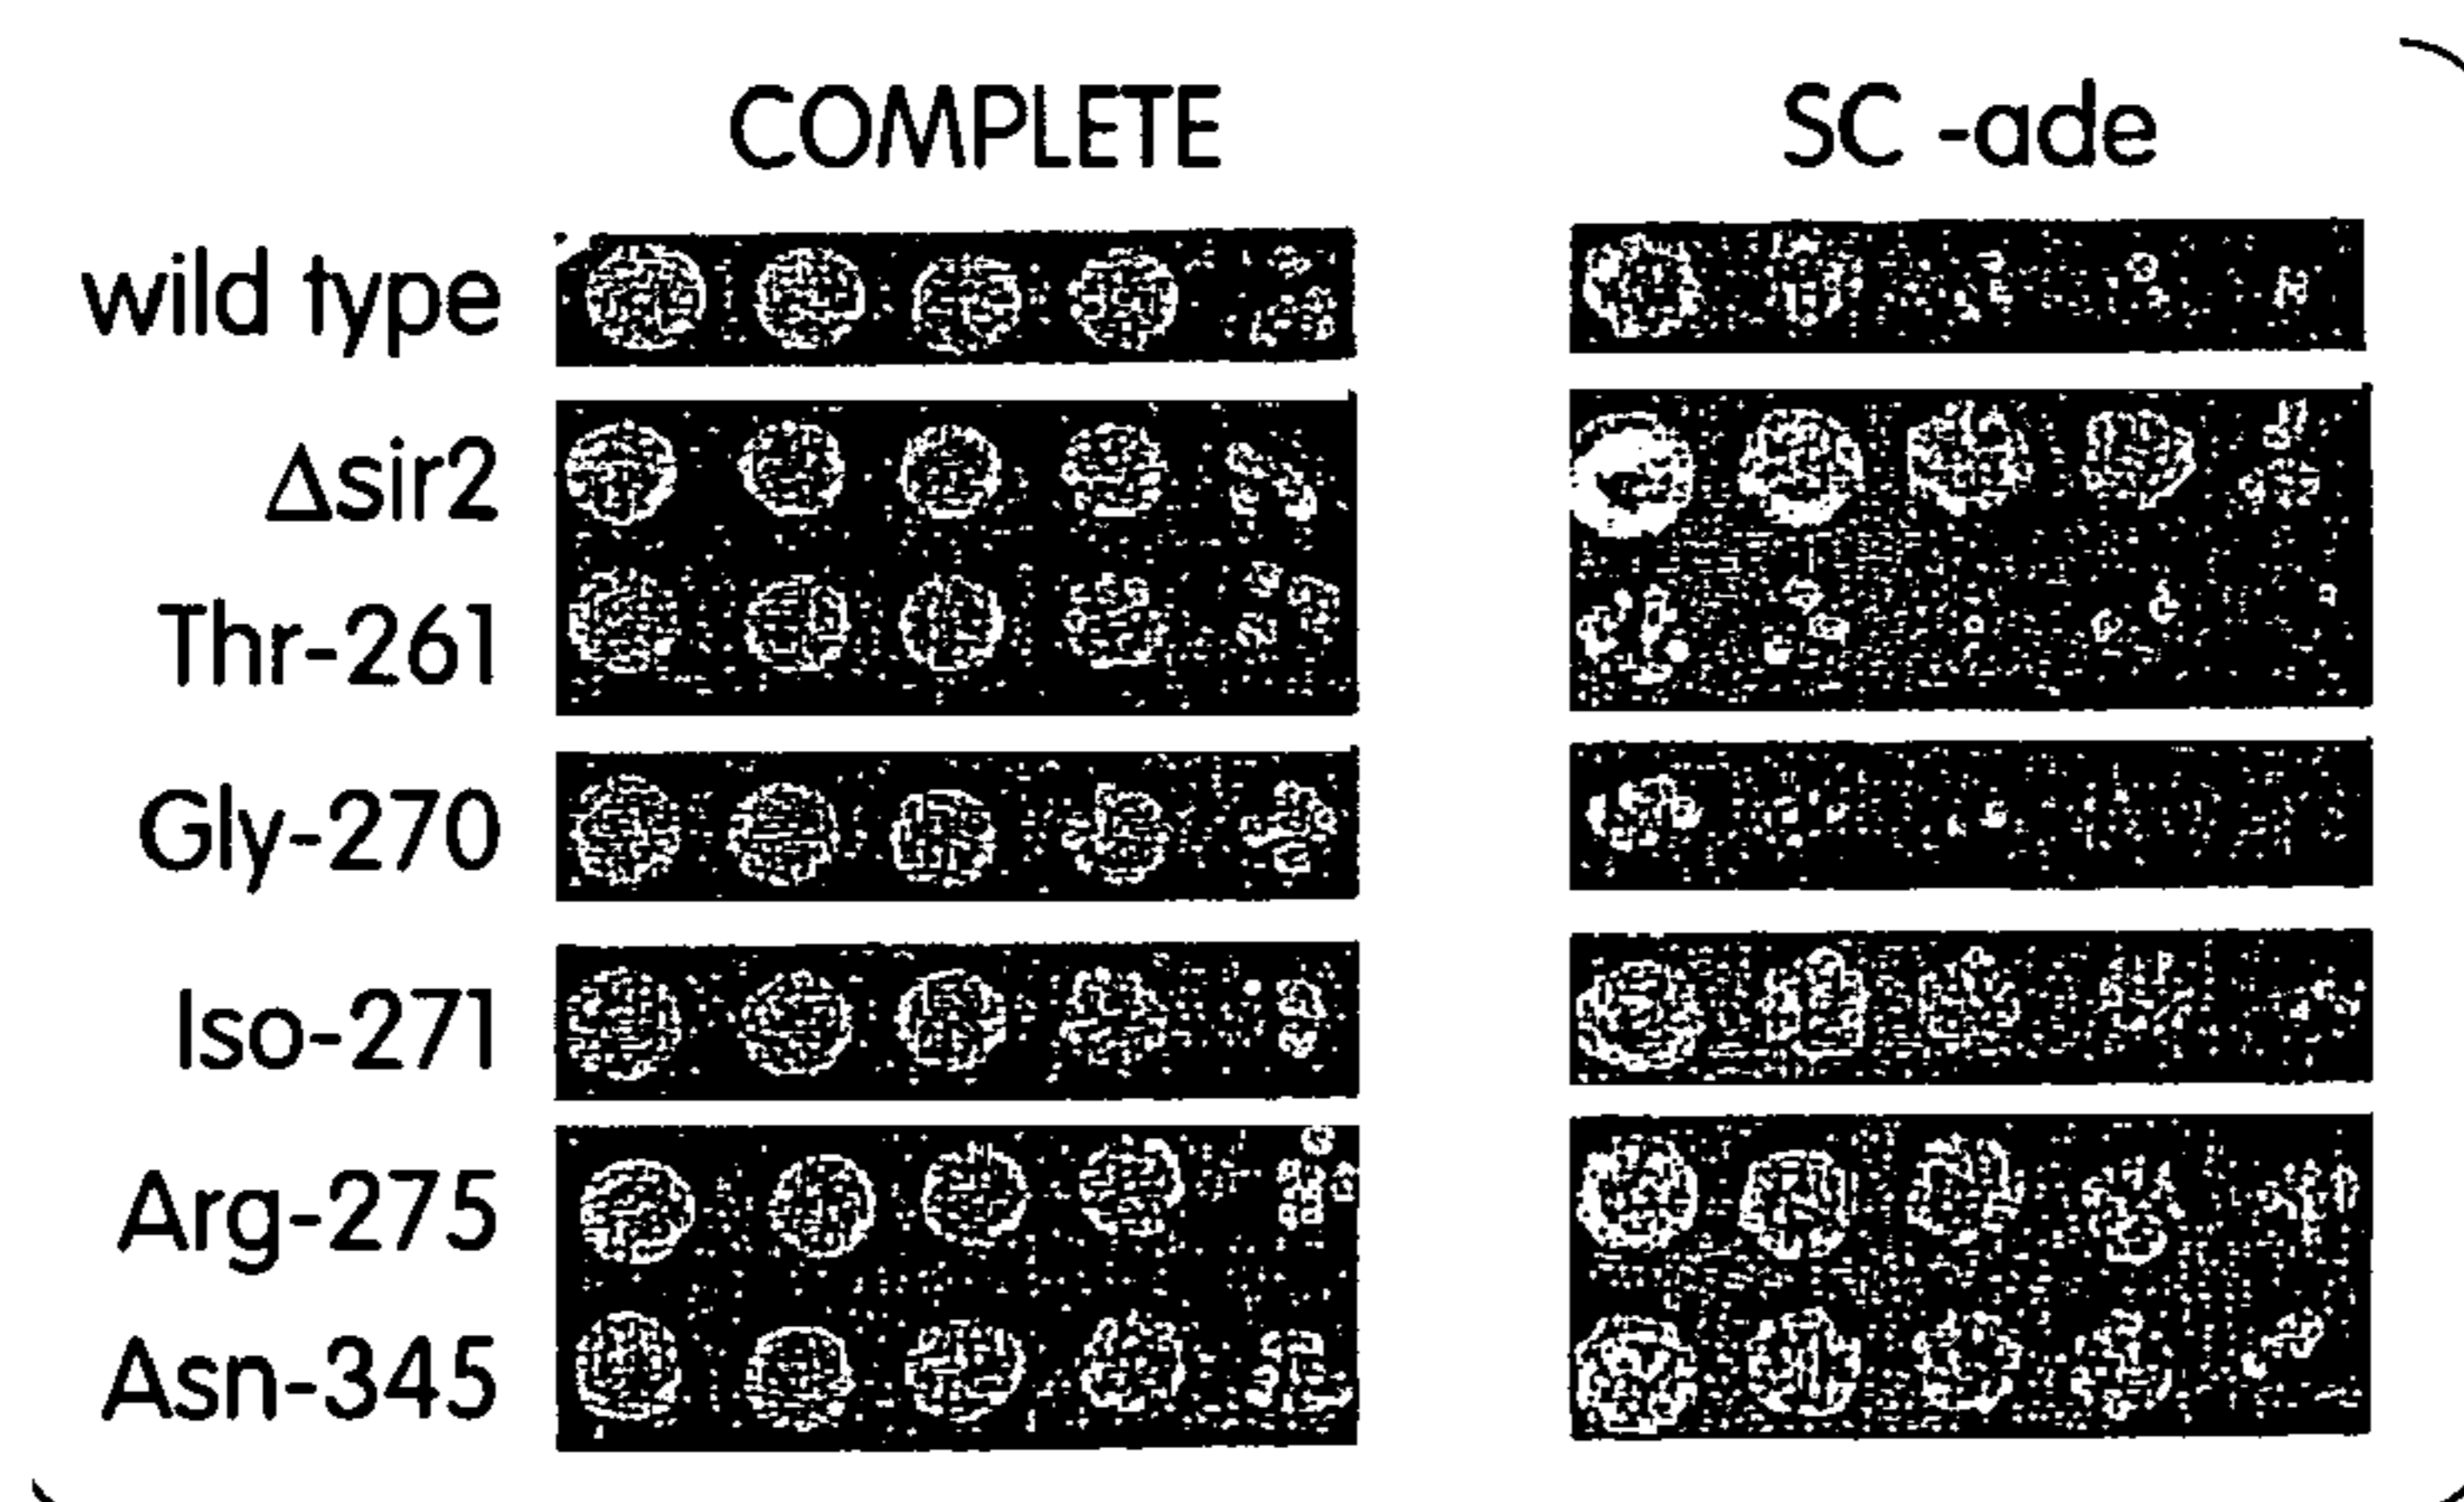 COMPLETE SC -ade
wild type
Δsir2
Thr-261
Gly-270
Iso-271
Arg-275
Asn-345